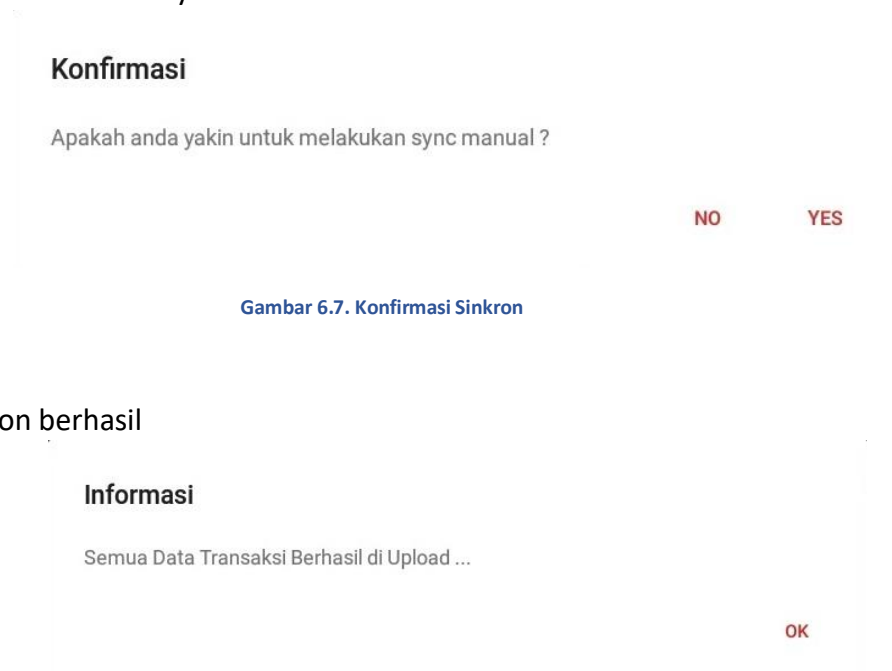 Konfirmasi
Apakah anda yakin untuk melakukan sync manual ?
NO YES
Gambar 6.7. Konfirmasi Sinkron
on berhasil
Informasi
Semua Data Transaksi Berhasil di Upload ...
OK